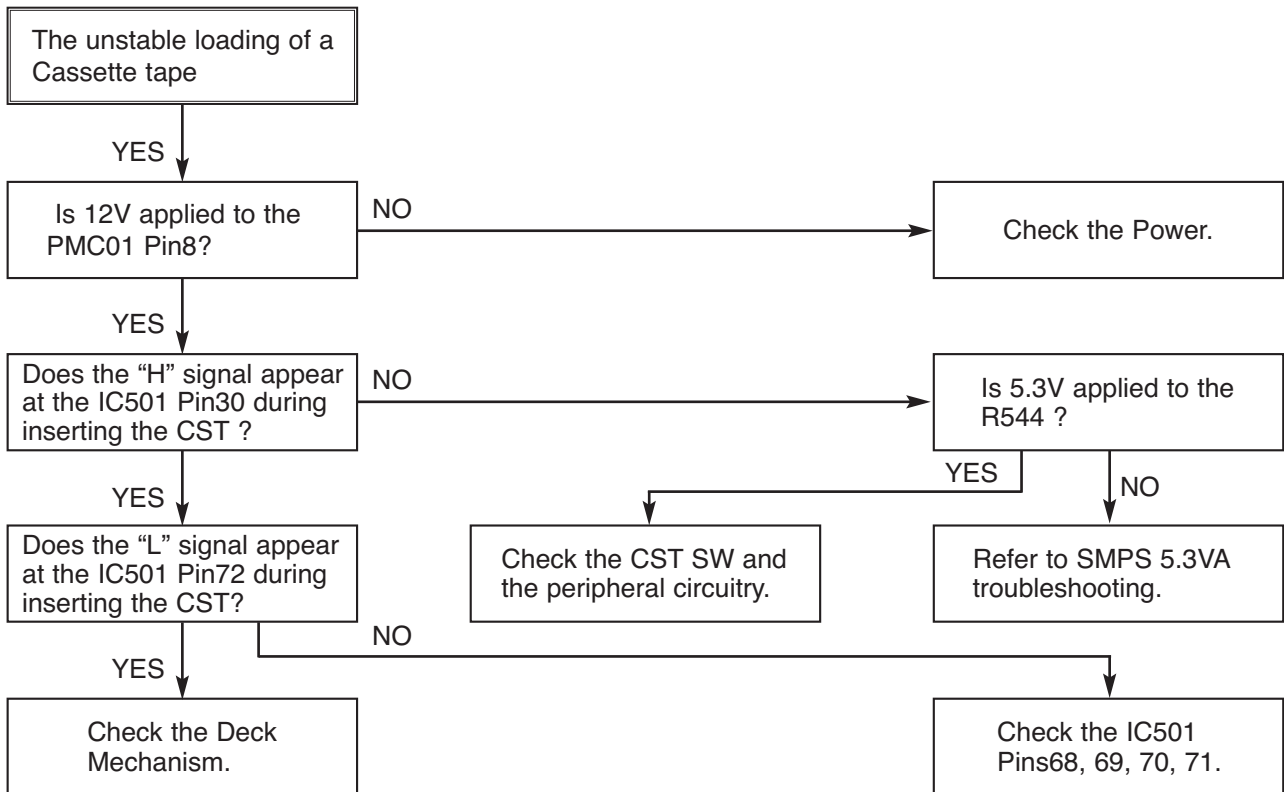 The unstable loading of a
Cassette tape
YES
Is 12V applied to the
PMC01 Pin8?
NO
Check the Power.
YES
Does the “H” signal appear
at the IC501 Pin30 during
inserting the CST ?
NO
Is 5.3V applied to the
R544 ?
YES
NO
YES
Check the CST SW and
the peripheral circuitry.
Refer to SMPS 5.3VA
troubleshooting.
Does the “L” signal appear
at the IC501 Pin72 during
inserting the CST?
NO
YES
Check the Deck
Mechanism.
Check the IC501
Pins68, 69, 70, 71.